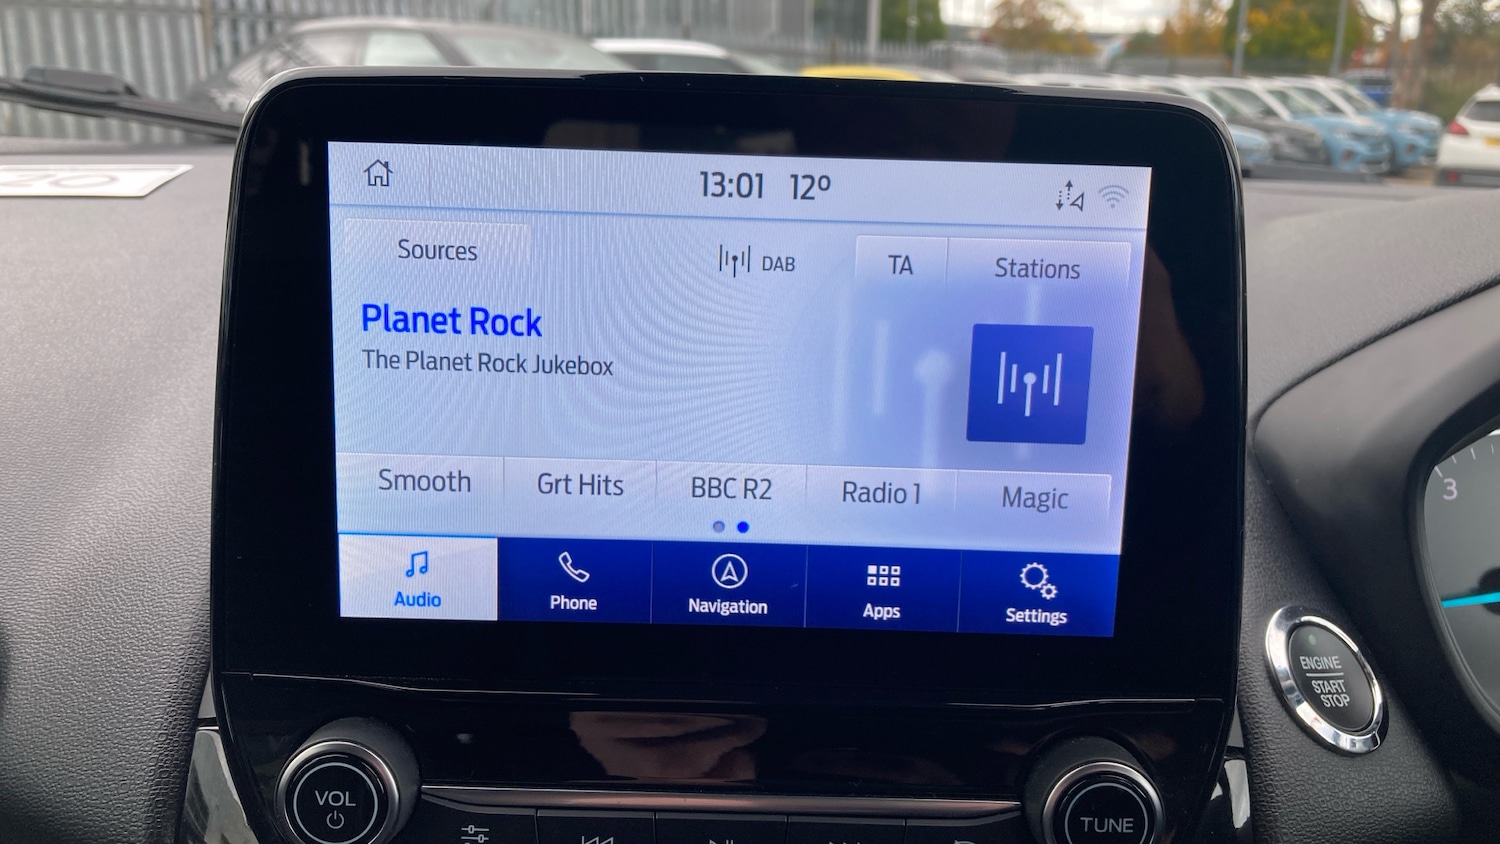 13:01 12º
Sources
DAB
TA
Stations
Planet Rock
The Planet Rock Jukebox
Smooth
Grt Hits
BBC R2
Radio 1
Magic
Audio
Phone
Navigation
Apps
Settings
3
ENGINE
START
STOP
VOL
TUNE